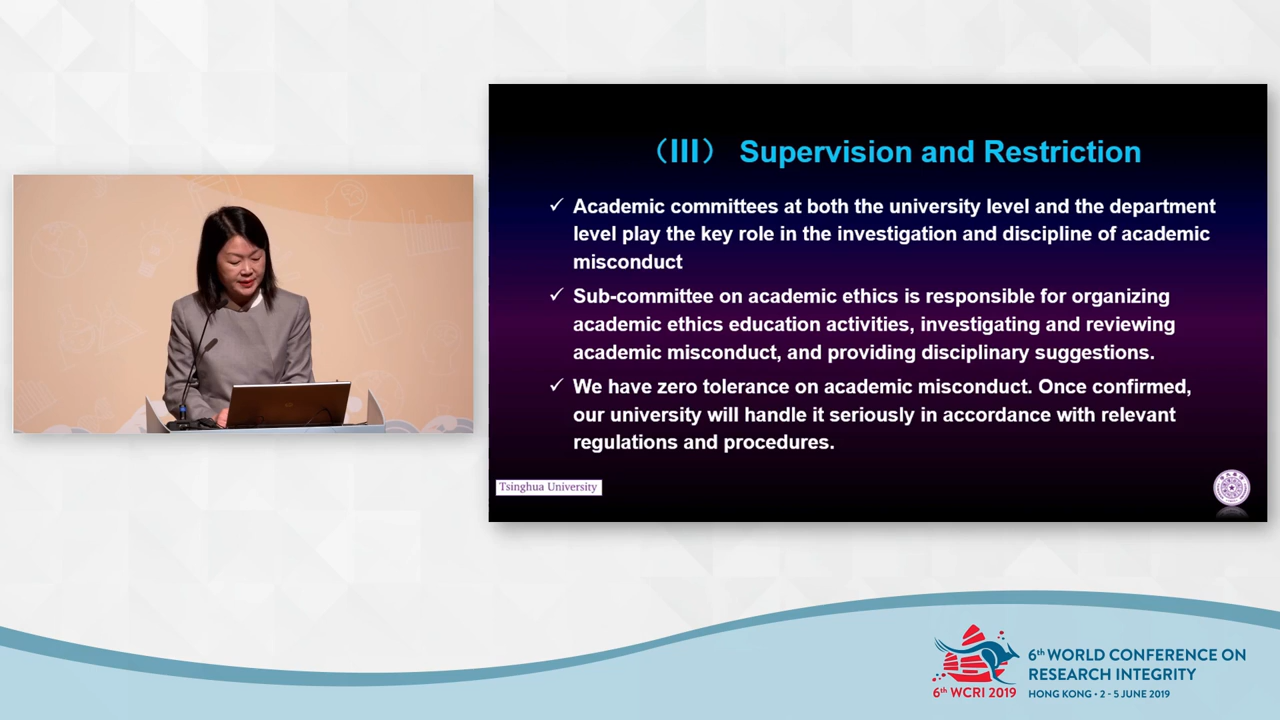 （III） Supervision and Restriction
✓ Academic committees at both the university level and the department
level play the key role in the investigation and discipline of academic
misconduct
✓ Sub-committee on academic ethics is responsible for organizing
academic ethics education activities, investigating and reviewing
academic misconduct, and providing disciplinary suggestions.
✓ We have zero tolerance on academic misconduct. Once confirmed,
our university will handle it seriously in accordance with relevant
regulations and procedures.
Tsinghua University
6th WCRI 2019
6th WORLD CONFERENCE ON
RESEARCH INTEGRITY
HONG KONG • 2 - 5 JUNE 2019